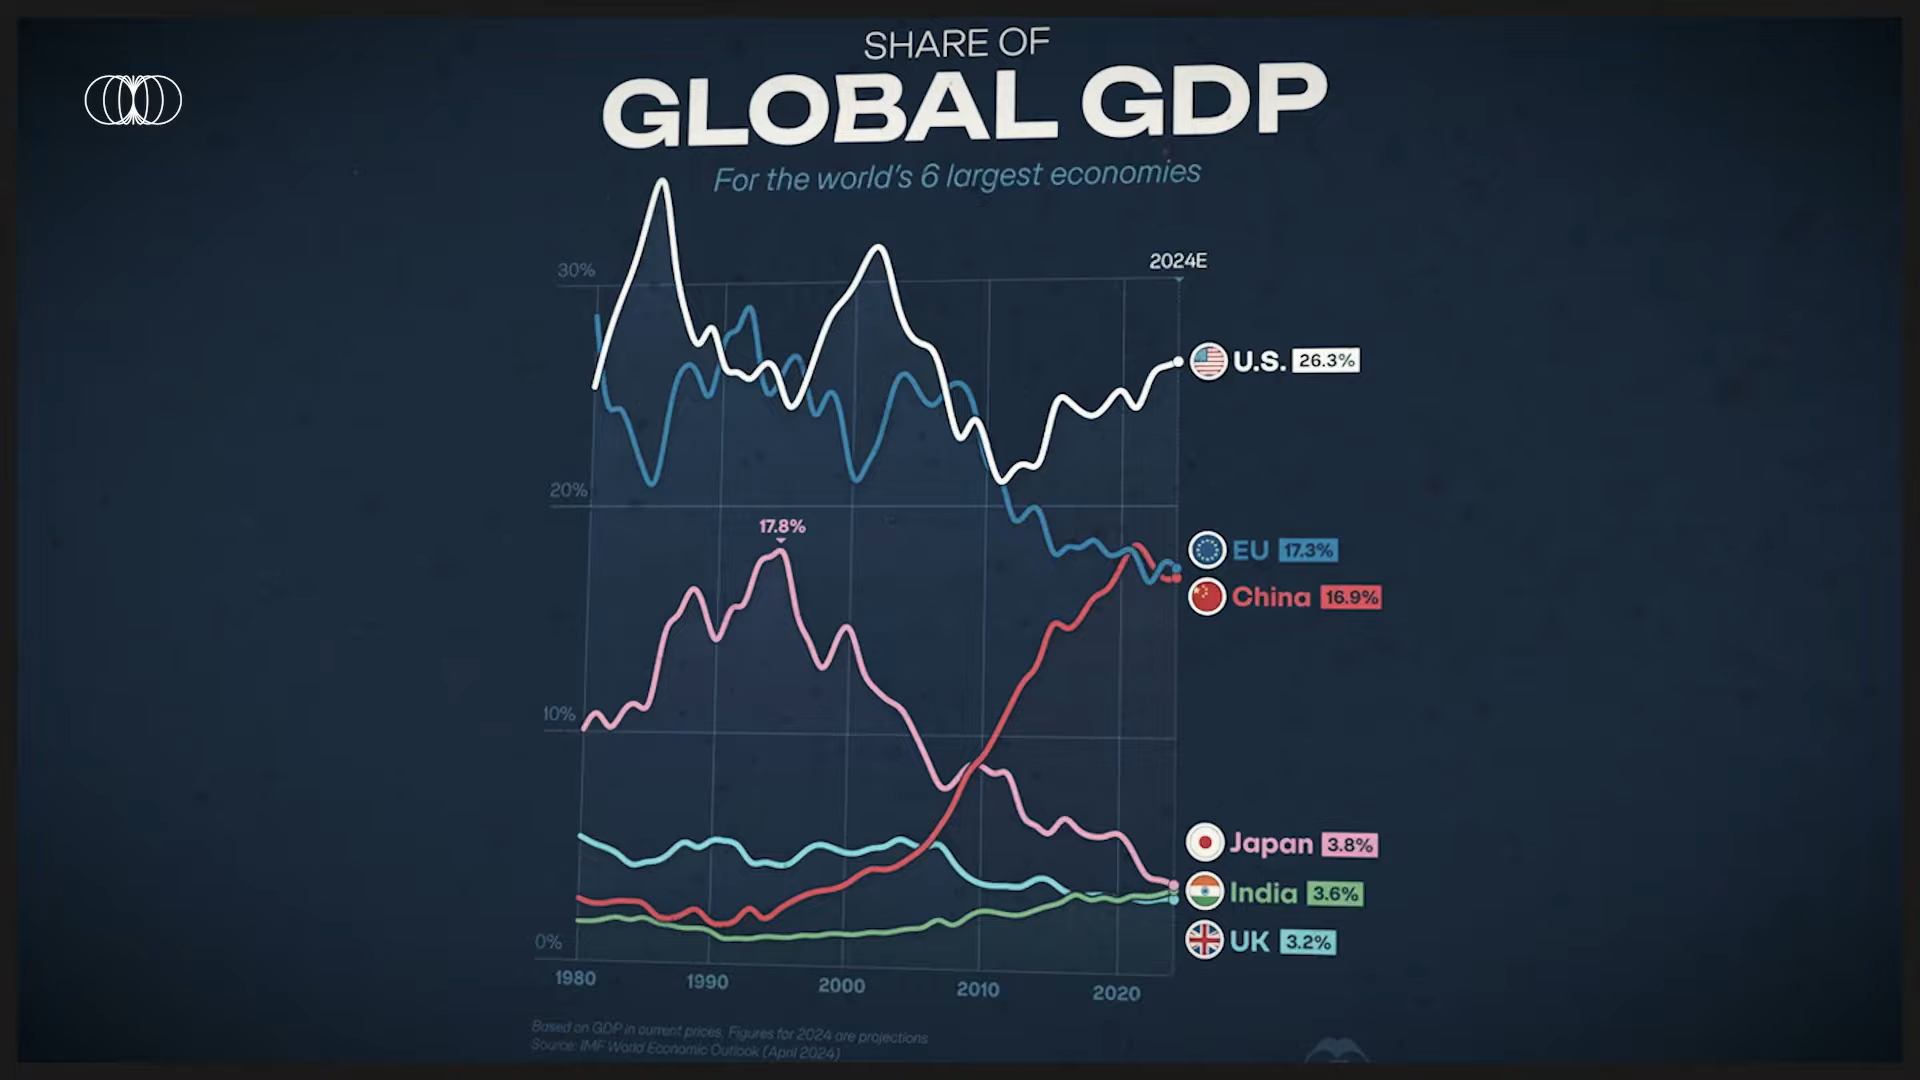 SHARE OF
GLOBAL GDP
For the world's 6 largest economies
2024E
30%
U.S. 26.3%
20%
17.8%
EU 17.3%
China 16.9%
10%
Japan 3.8%
India 3.6%
UK 3.2%
0%
1980 1990 2000 2010 2020
Based on GDP in current prices. Figures for 2024 are projections
Source: IMF World Economic Outlook (April 2024)